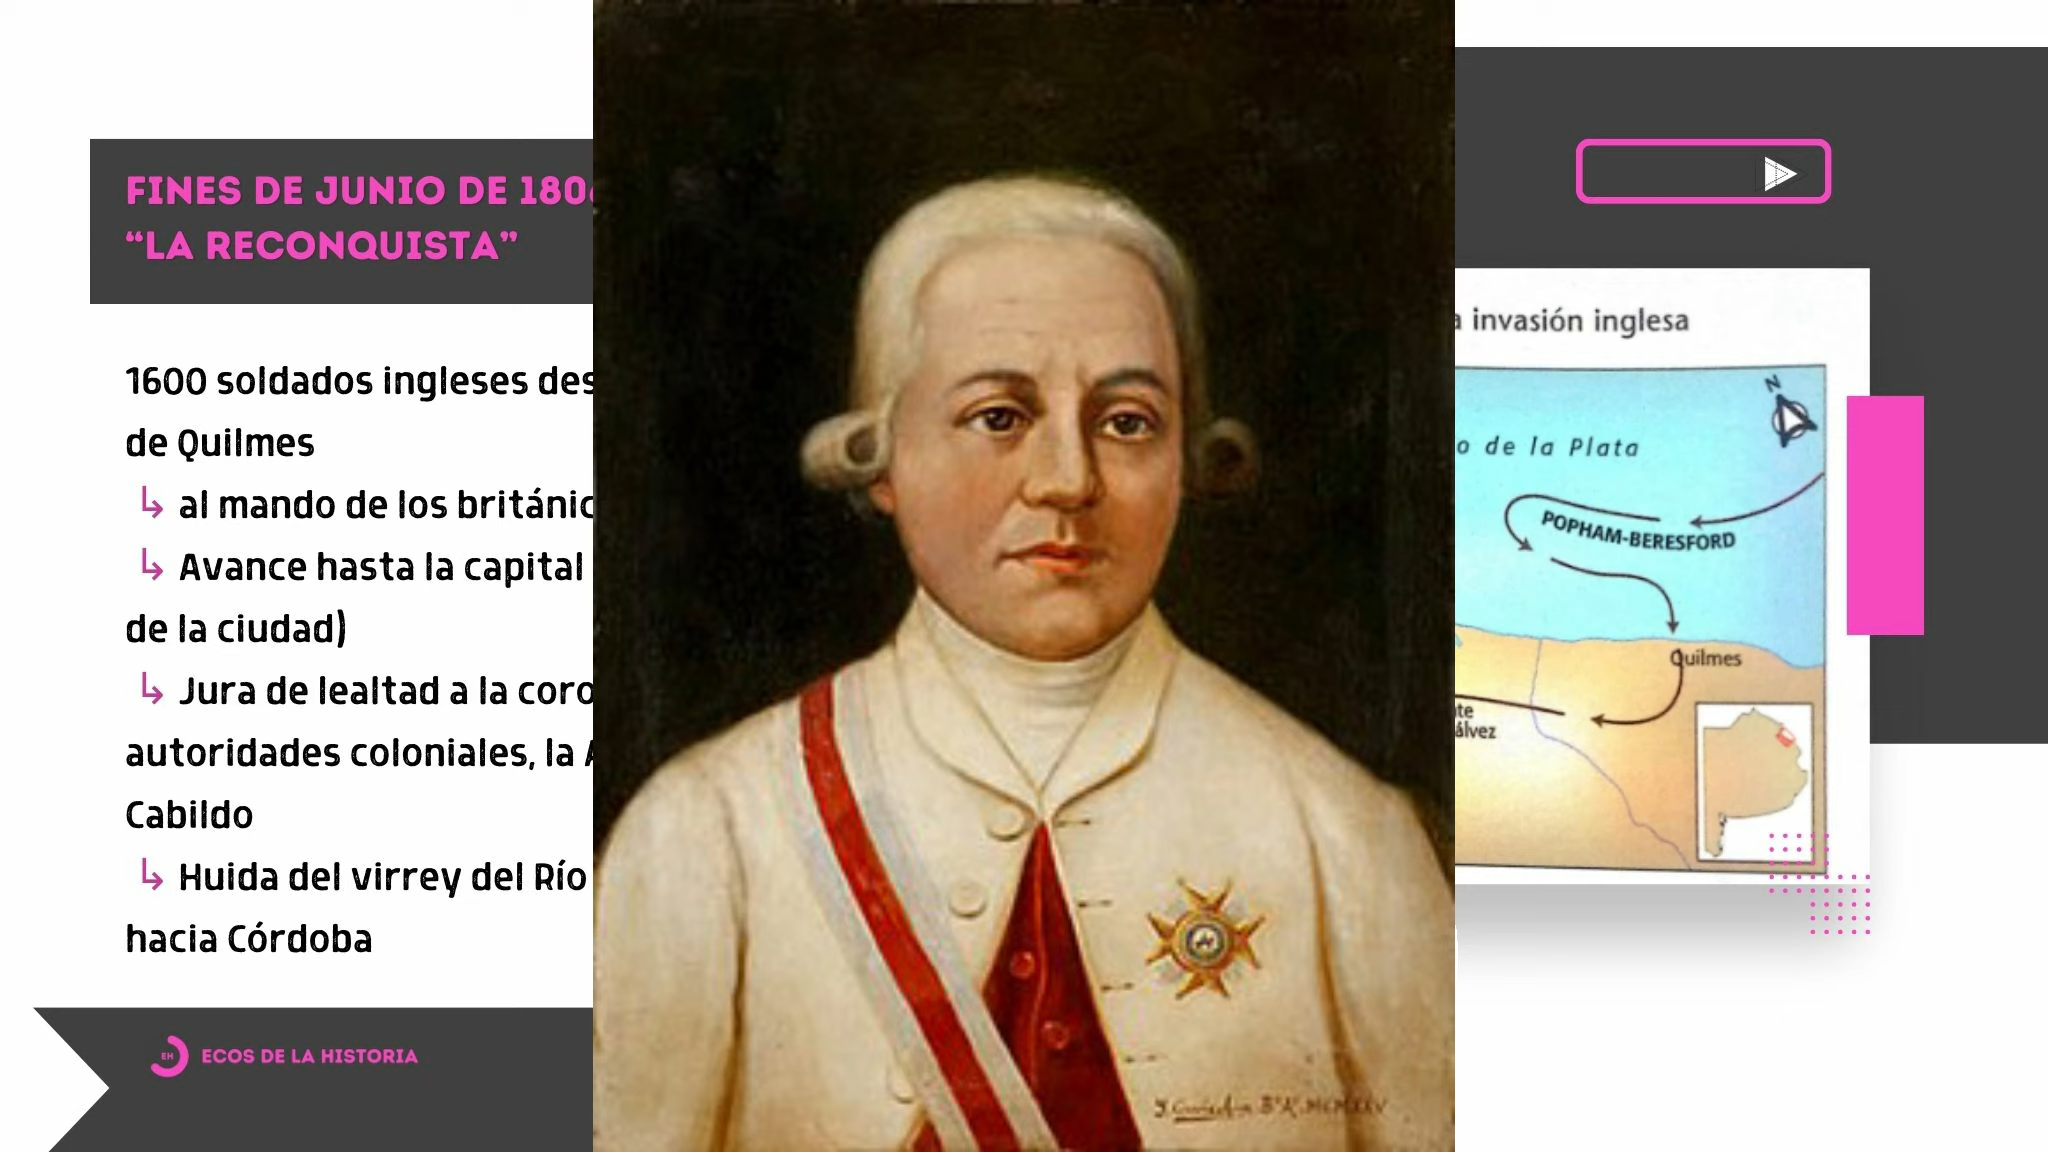 FINES DE JUNIO DE 180
“LA RECONQUISTA”
1600 soldados ingleses des
de Quilmes
↳ al mando de los británic
↳ Avance hasta la capital
de la ciudad)
↳ Jura de lealtad a la coro
autoridades coloniales, la A
Cabildo
↳ Huida del virrey del Río
hacia Córdoba
EH ECOS DE LA HISTORIA
a invasión inglesa
N
o de la Plata
POPHAM-BERESFORD
Quilmes
te
álvez